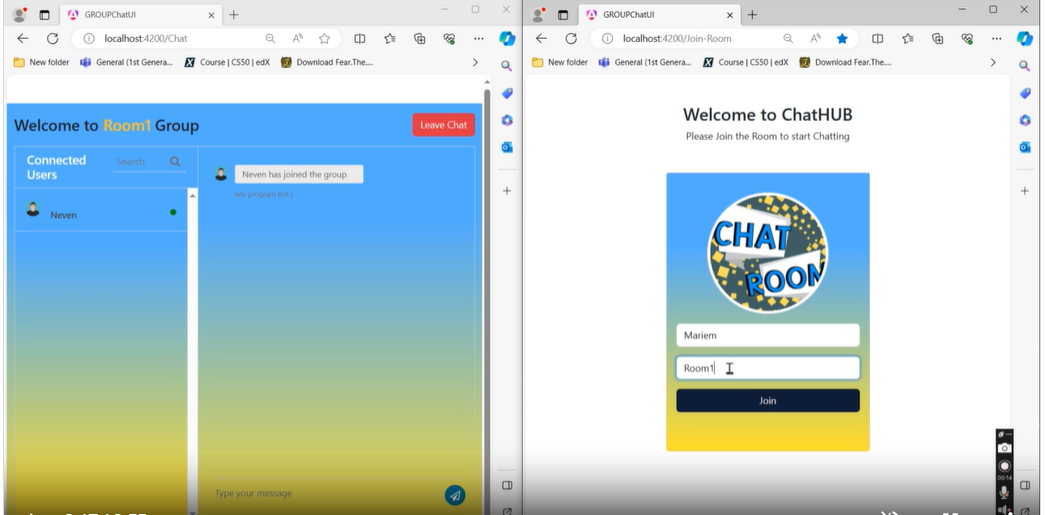 GROUPChatUI
localhost:4200/Chat
New folder
General (1st Genera...
Course | CS50 | edX
Download Fear.The....
Welcome to Room1 Group
Leave Chat
Connected
Users
Search
Neven
Neven has joined the group
Type your message
GROUPChatUI
localhost:4200/Join-Room
New folder
General (1st Genera...
Course | CS50 | edX
Download Fear.The....
Welcome to ChatHUB
Please Join the Room to start Chatting
CHAT
ROOM
Mariem
Room1
Join
00:14